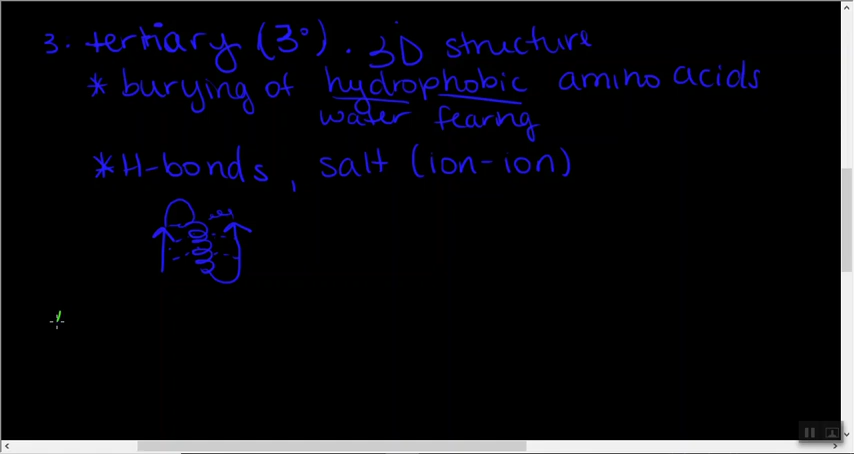 3. tertiary (3°). 3D structure
* burying of hydrophobic amino acids
water fearing
* H-bonds, salt (ion-ion)